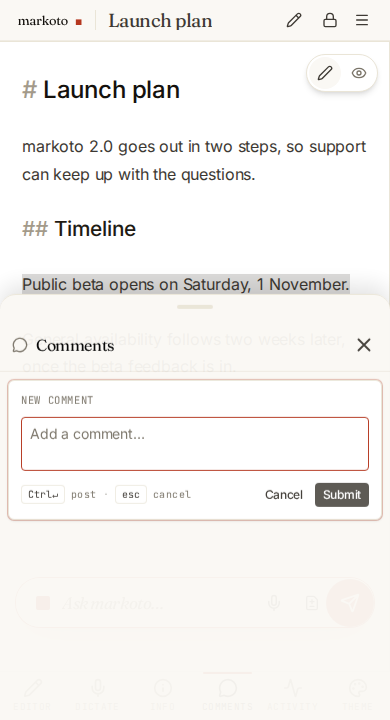 markoto
Launch plan
# Launch plan
markoto 2.0 goes out in two steps, so support
can keep up with the questions.
## Timeline
Public beta opens on Saturday, 1 November.
General availability follows two weeks later,
once the beta feedback is in.
Comments
NEW COMMENT
Add a comment...
Ctrl↵ post · esc cancel
Cancel
Submit
Ask markoto...
COMMENTS
ACTIVITY